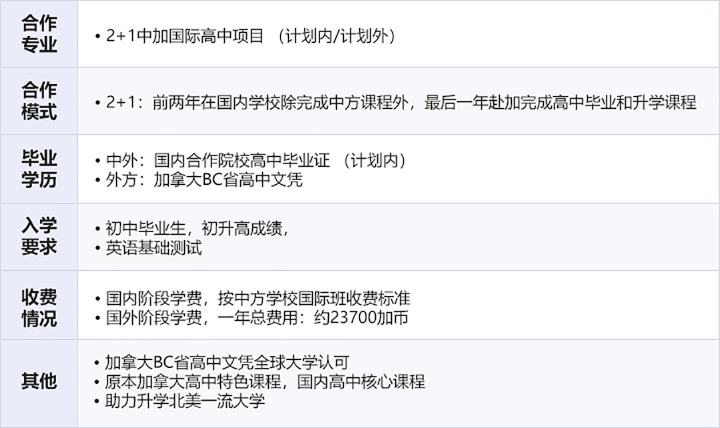 合作
专业
• 2+1中加国际高中项目 （计划内/计划外）
合作
模式
• 2+1：前两年在国内学校除完成中方课程外，最后一年赴加完成高中毕业和升学课程
毕业
学历
• 中外：国内合作院校高中毕业证 （计划内）
• 外方：加拿大BC省高中文凭
入学
要求
• 初中毕业生，初升高成绩，
• 英语基础测试
收费
情况
• 国内阶段学费，按中方学校国际班收费标准
• 国外阶段学费，一年总费用：约23700加币
其他
• 加拿大BC省高中文凭全球大学认可
• 原本加拿大高中特色课程，国内高中核心课程
• 助力升学北美一流大学